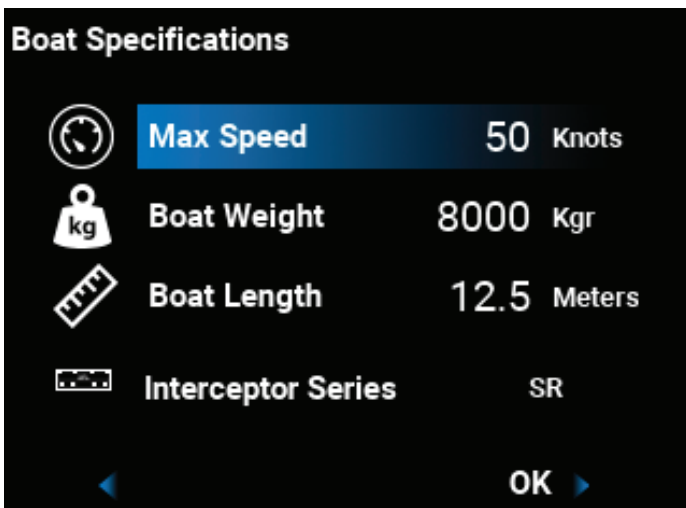 Boat Specifications
Max Speed 50 Knots
kg Boat Weight 8000 Kgr
Boat Length 12.5 Meters
Interceptor Series SR
OK